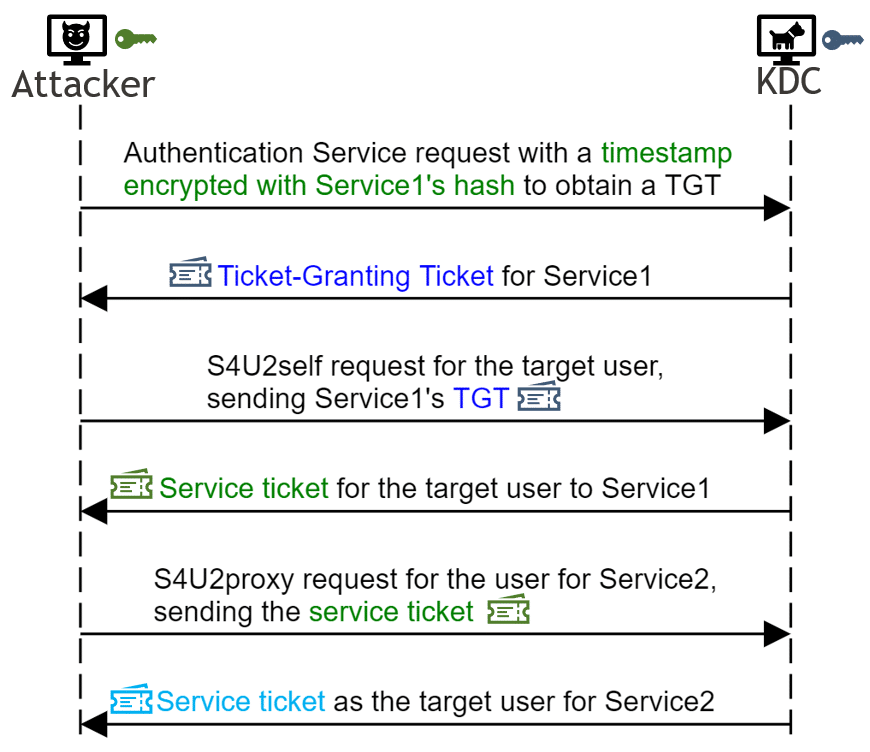 Attacker
KDC
Authentication Service request with a timestamp
encrypted with Service1's hash to obtain a TGT
Ticket-Granting Ticket for Service1
S4U2self request for the target user,
sending Service1's TGT
Service ticket for the target user to Service1
S4U2proxy request for the user for Service2,
sending the service ticket
Service ticket as the target user for Service2